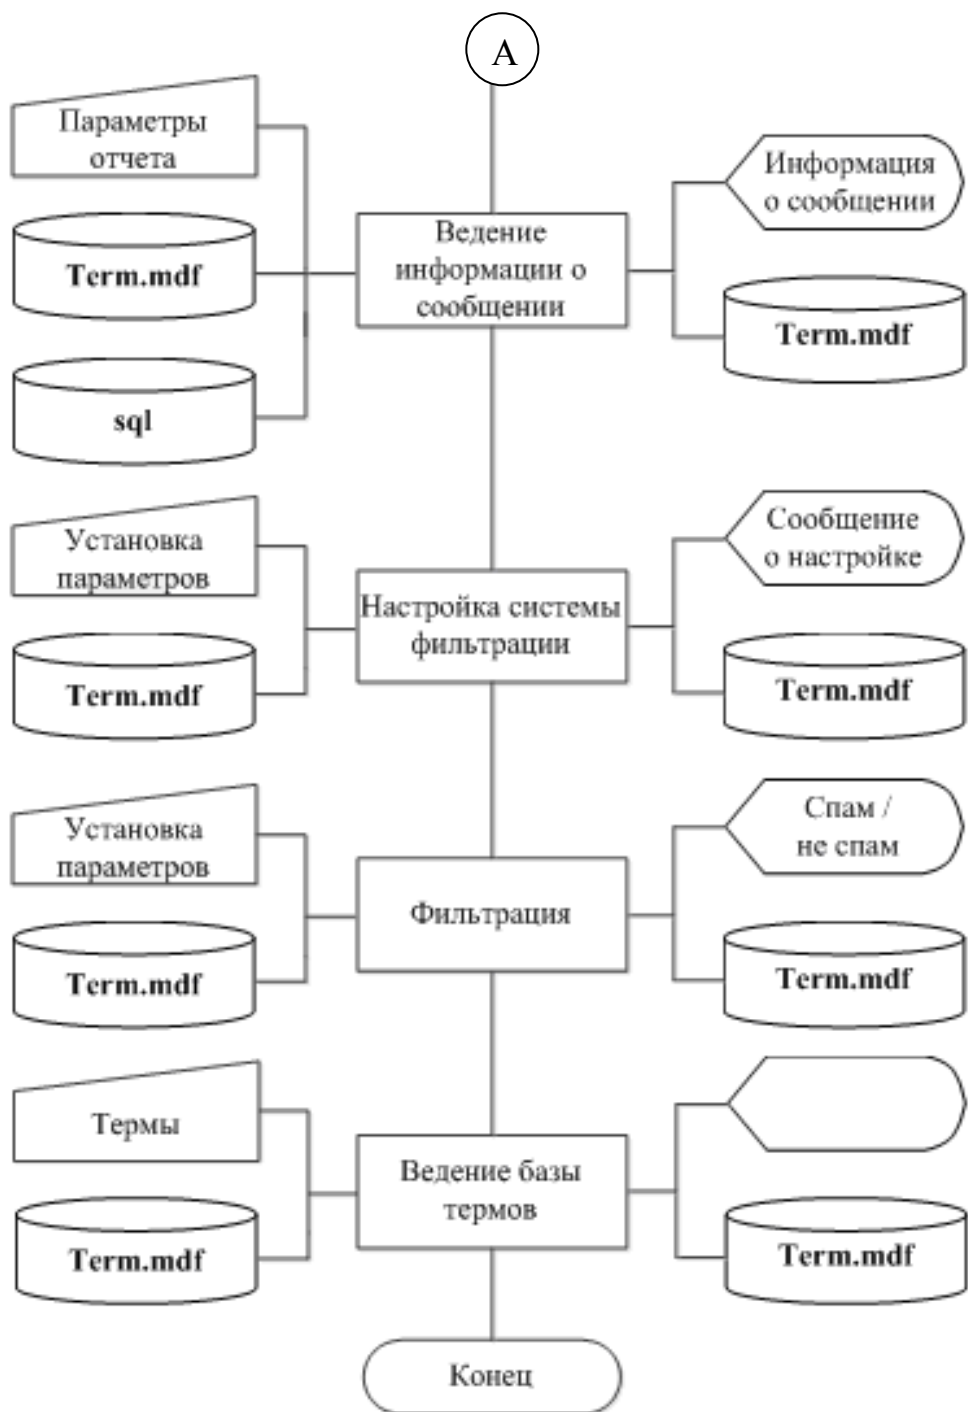 А
Параметры
отчета
Term.mdf
sql
Ведение
информации о
сообщении
Информация
о сообщении
Term.mdf
Установка
параметров
Term.mdf
Настройка системы
фильтрации
Сообщение
о настройке
Term.mdf
Установка
параметров
Term.mdf
Фильтрация
Спам /
не спам
Term.mdf
Термы
Term.mdf
Ведение базы
термов
Term.mdf
Конец